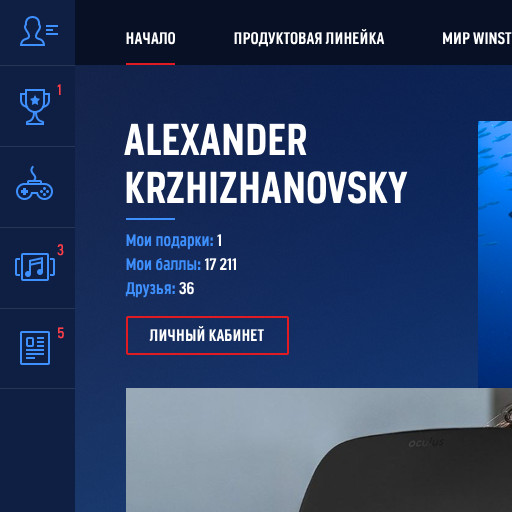 НАЧАЛО
ПРОДУКТОВАЯ ЛИНЕЙКА
МИР WINST
1
3
5
ALEXANDER
KRZHIZHANOVSKY
Мои подарки: 1
Мои баллы: 17 211
Друзья: 36
ЛИЧНЫЙ КАБИНЕТ